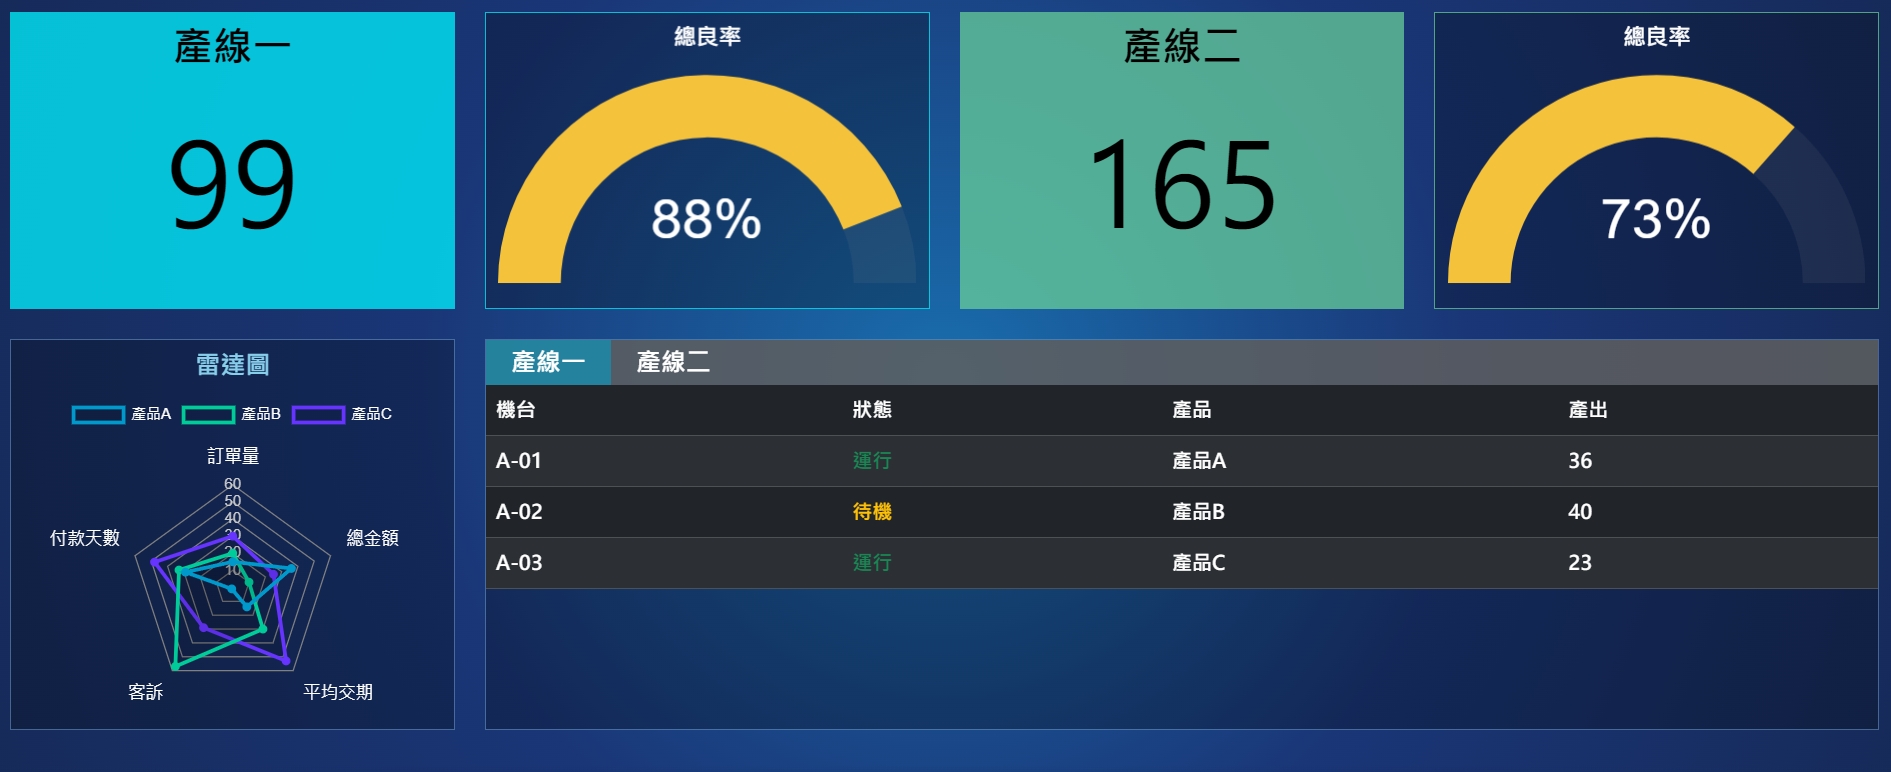 產線一
99
總良率
88%
產線二
165
總良率
73%
雷達圖
產品A 產品B 產品C
訂單量
60
50
40
30
20
10
付款天數
總金額
客訴
平均交期
產線一 產線二
機台 狀態 產品 產出
A-01 運行 產品A 36
A-02 待機 產品B 40
A-03 運行 產品C 23